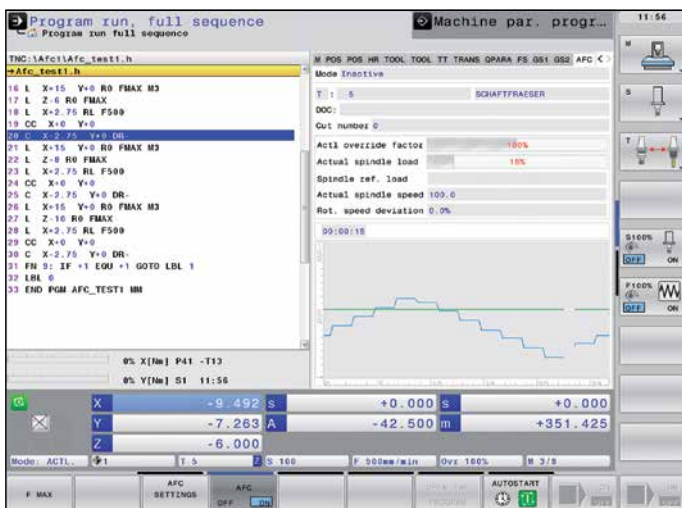 Program run, full sequence
Program run full sequence
Machine par. progr…
11:56
TNC:\Afc1\Afc_test1.h
→Afc_test1.h
16 L X+15 Y+0 R0 FMAX M3
17 L Z-6 R0 FMAX
18 L X+2.75 RL F500
19 CC X+0 Y+0
20 C X-2.75 Y+0 DR-
21 L X+15 Y+0 R0 FMAX M3
22 L Z-8 R0 FMAX
23 L X+2.75 RL F500
24 CC X+0 Y+0
25 C X-2.75 Y+0 DR-
26 L X+15 Y+0 R0 FMAX M3
27 L Z-10 R0 FMAX
28 L X+2.75 RL F500
29 CC X+0 Y+0
30 C X-2.75 Y+0 DR-
31 FN 9: IF +1 EQU +1 GOTO LBL 1
32 LBL 0
33 END PGM AFC_TEST1 MM
0% X[Nm] P41 -T13
0% Y[Nm] S1 11:56
M POS POS HR TOOL TOOL TT TRANS QPARA FS GS1 GS2 AFC < >
Mode Inactive
T : 5 SCHAFTFRAESER
DOC:
Cut number 0
Actl override factor 100%
Actual spindle load 15%
Spindle ref. load
Actual spindle speed 100.0
Rot. speed deviation 0.0%
00:00:15
X -9.492 S +0.000 S +0.000
Y -7.263 A -42.500 m +351.425
Z -6.000
Mode: ACTL. 1 T 5 Z S 100 F 500mm/min Ovr 100% M 3/8
F MAX
AFC SETTINGS
AFC OFF ON
AUTOSTART
M
S
T
S100% OFF ON
F100% OFF ON